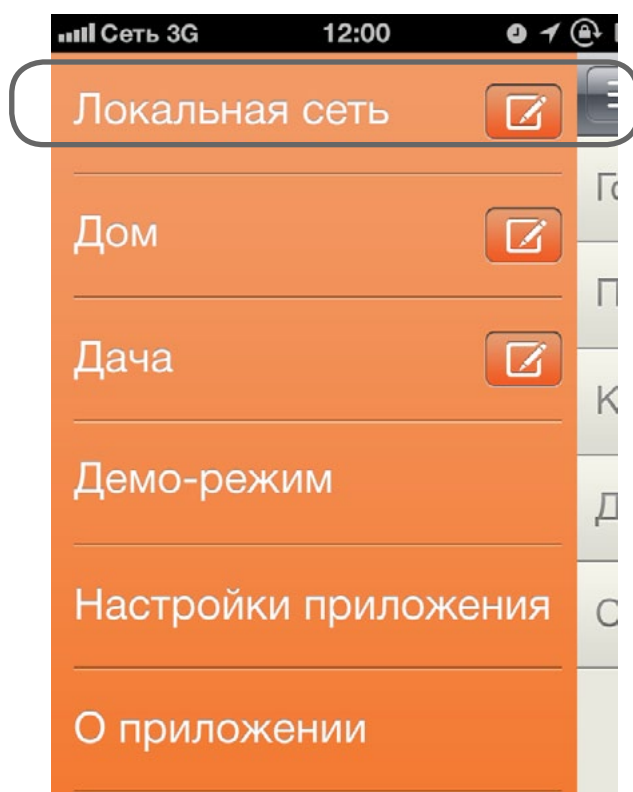 Сеть 3G 12:00
Локальная сеть
Дом
Дача
Демо-режим
Настройки приложения
О приложении